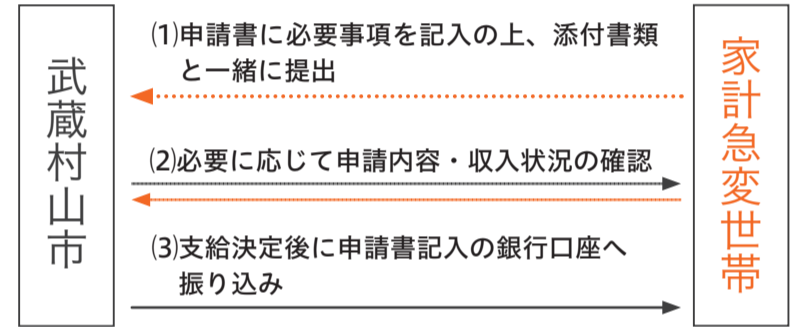 武蔵村山市
⑴申請書に必要事項を記入の上、添付書類
と一緒に提出
⑵必要に応じて申請内容・収入状況の確認
⑶支給決定後に申請書記入の銀行口座へ
振り込み
家計急変世帯